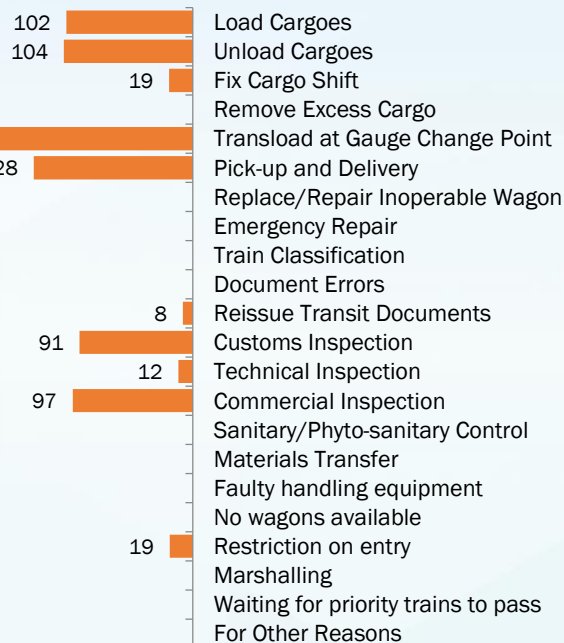 102 Load Cargoes
104 Unload Cargoes
19 Fix Cargo Shift
Remove Excess Cargo
Transload at Gauge Change Point
28 Pick-up and Delivery
Replace/Repair Inoperable Wagon
Emergency Repair
Train Classification
Document Errors
8 Reissue Transit Documents
91 Customs Inspection
12 Technical Inspection
97 Commercial Inspection
Sanitary/Phyto-sanitary Control
Materials Transfer
Faulty handling equipment
No wagons available
19 Restriction on entry
Marshalling
Waiting for priority trains to pass
For Other Reasons